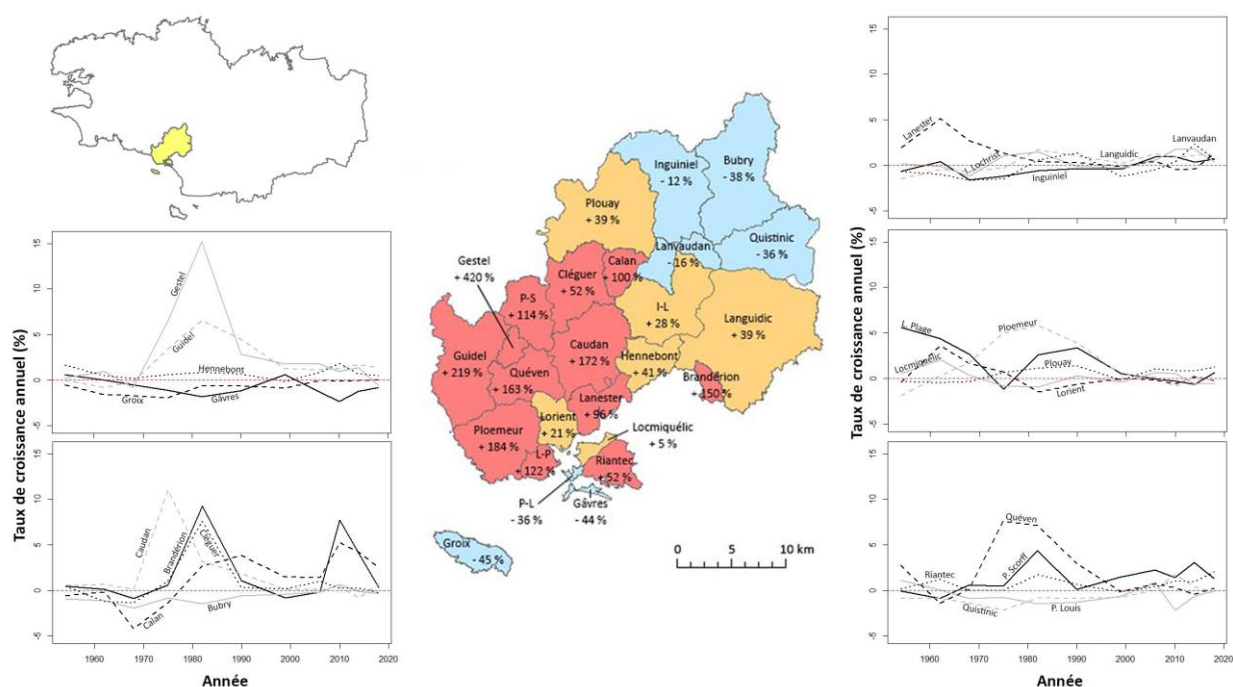 Taux de croissance annuel (%)
15
10
5
0
-5
Gestel
Guidel
Hennebont
Groix
Gâvres
15
10
5
0
-5
Caudan
Brandérion
Cléguer
Calan
Bubry
1960
1970
1980
1990
2000
2010
2020
Année
Inguiniel
- 12 %
Bubry
- 38 %
Plouay
+ 39 %
Quistinic
- 36 %
Lanvaudan
- 16 %
Gestel
+ 420 %
Cléguer
+ 52 %
Calan
+ 100 %
P-S
+ 114 %
I-L
+ 28 %
Languidic
+ 39 %
Caudan
+ 172 %
Guidel
+ 219 %
Hennebont
+ 41 %
Quéven
+ 163 %
Brandérion
+ 150 %
Lanester
+ 96 %
Lorient
+ 21 %
Ploemeur
+ 184 %
Locmiquélic
+ 5 %
L-P
+ 122 %
Riantec
+ 52 %
P-L
- 36 %
Gâvres
- 44 %
Groix
- 45 %
0 5 10 km
Taux de croissance annuel (%)
15
10
5
0
-5
Lanester
I. Lochrist
Inguiniel
Languidic
Lanvaudan
15
10
5
0
-5
L. Plage
Ploemeur
Locmiquélic
Plouay
Lorient
15
10
5
0
-5
Quéven
P. Scorff
Riantec
Quistinic
P. Louis
1960
1970
1980
1990
2000
2010
2020
Année